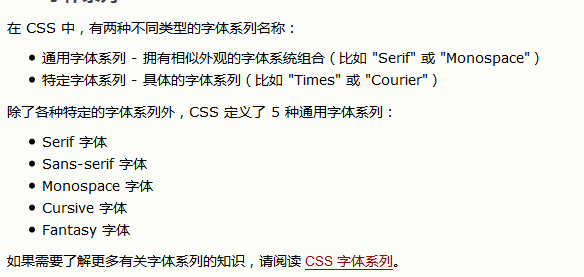 在 CSS 中，有两种不同类型的字体系列名称：
通用字体系列 - 拥有相似外观的字体系统组合（比如 "Serif" 或 "Monospace"）
特定字体系列 - 具体的字体系列（比如 "Times" 或 "Courier"）
除了各种特定的字体系列外，CSS 定义了 5 种通用字体系列：
Serif 字体
Sans-serif 字体
Monospace 字体
Cursive 字体
Fantasy 字体
如果需要了解更多有关字体系列的知识，请阅读 CSS 字体系列。